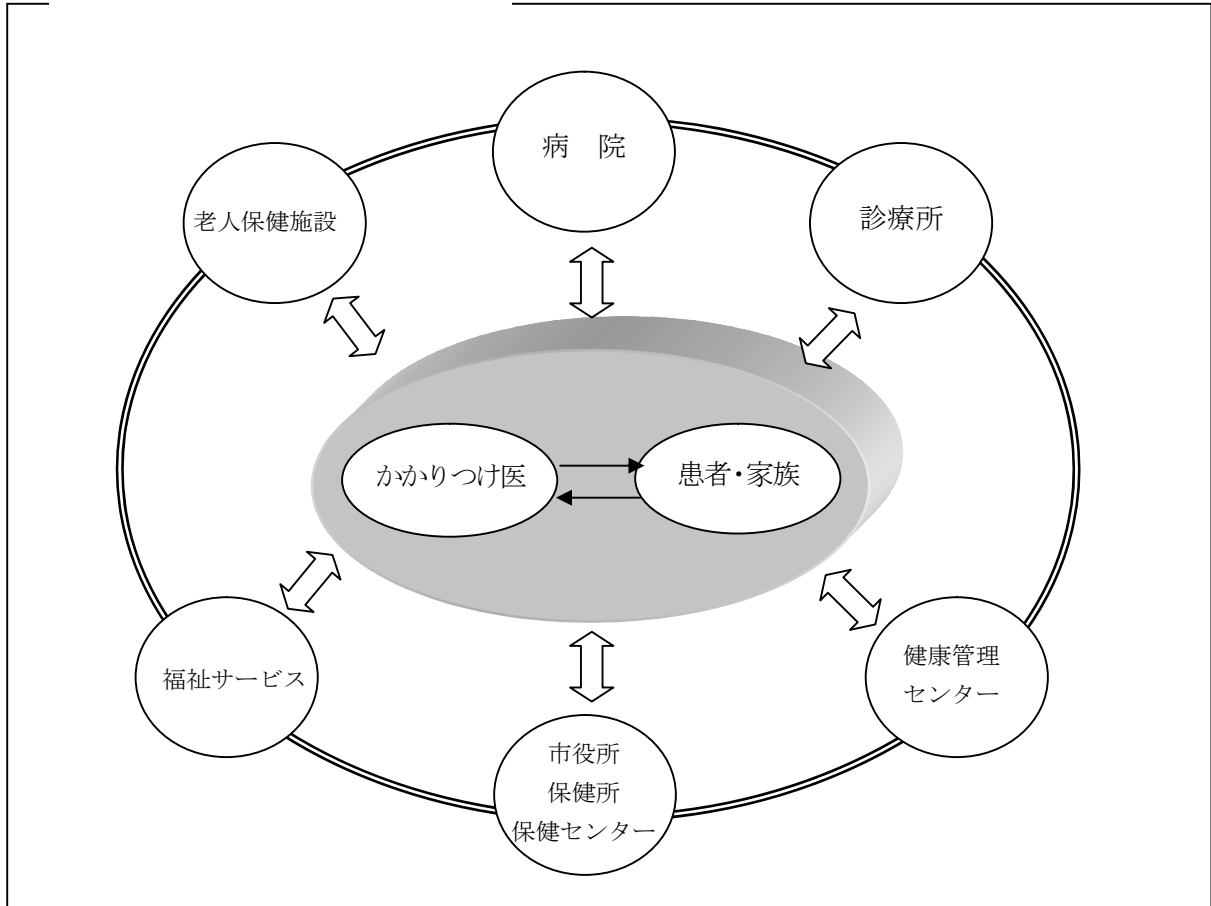 病　院
老人保健施設
診療所
かかりつけ医
患者・家族
福祉サービス
健康管理
センター
市役所
保健所
保健センター